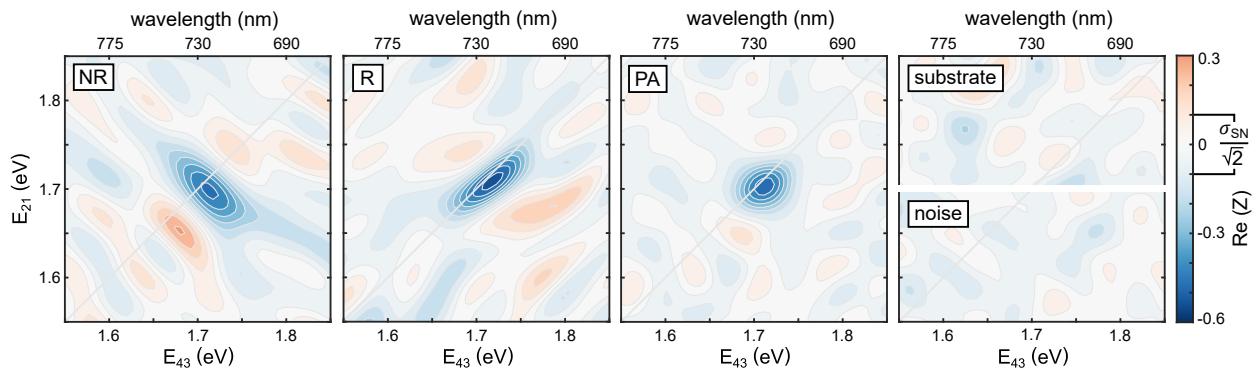 wavelength (nm) wavelength (nm) wavelength (nm) wavelength (nm)
775 730 690 775 730 690 775 730 690 775 730 690
NR R PA substrate
noise
E21 (eV)
1.8
1.7
1.6
1.6 1.7 1.8 1.6 1.7 1.8 1.6 1.7 1.8 1.6 1.7 1.8
E43 (eV) E43 (eV) E43 (eV) E43 (eV)
0.3
0
-0.3
-0.6
σSN
√2
Re (Z)